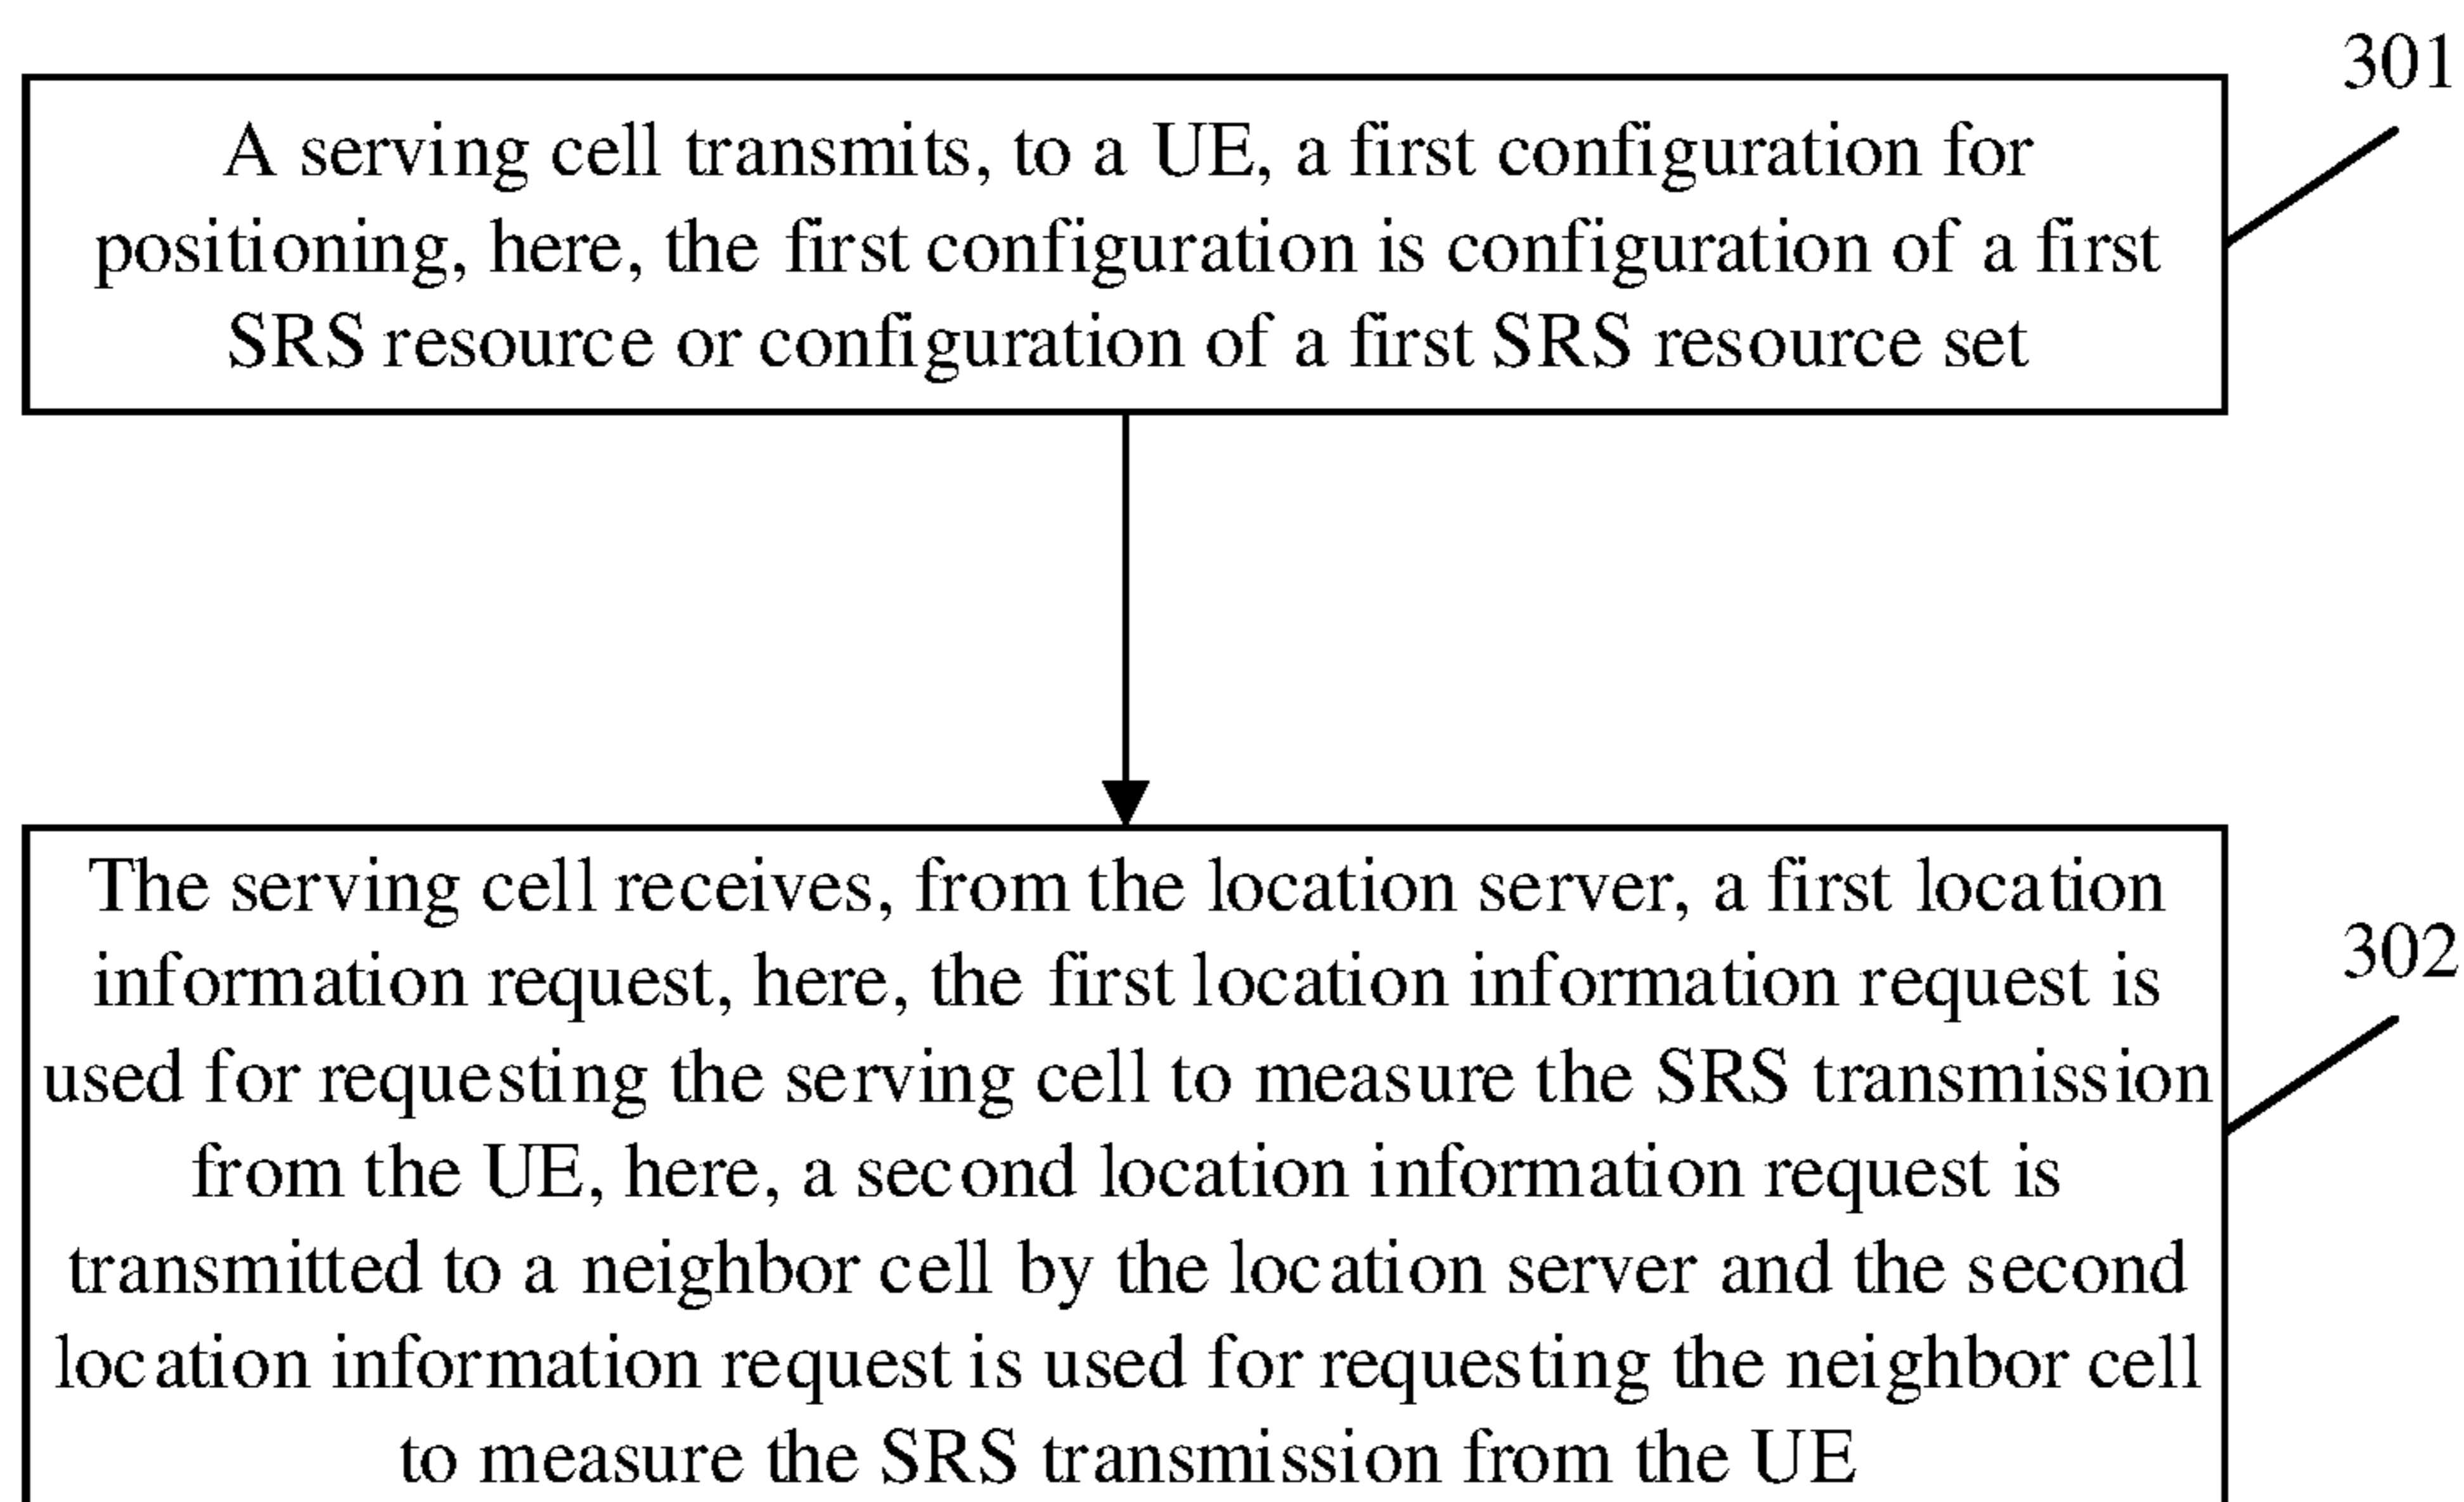 301
A serving cell transmits, to a UE, a first configuration for
positioning, here, the first configuration is configuration of a first
SRS resource or configuration of a first SRS resource set
The serving cell receives, from the location server, a first location
information request, here, the first location information request is
used for requesting the serving cell to measure the SRS transmission
from the UE, here, a second location information request is
transmitted to a neighbor cell by the location server and the second
location information request is used for requesting the neighbor cell
to measure the SRS transmission from the UE
302